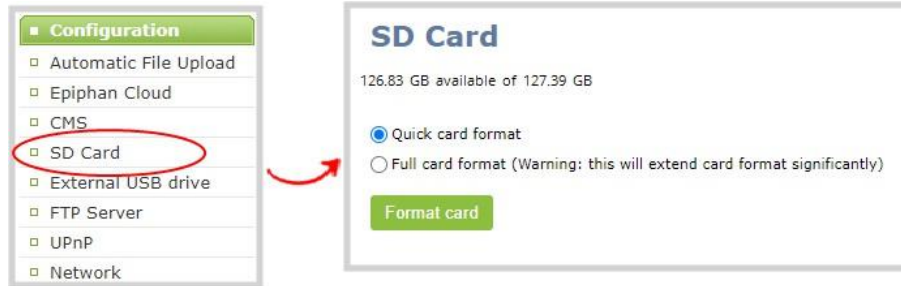 Configuration
Automatic File Upload
Epiphan Cloud
CMS
SD Card
External USB drive
FTP Server
UPnP
Network
SD Card
126.83 GB available of 127.39 GB
Quick card format
Full card format (Warning: this will extend card format significantly)
Format card